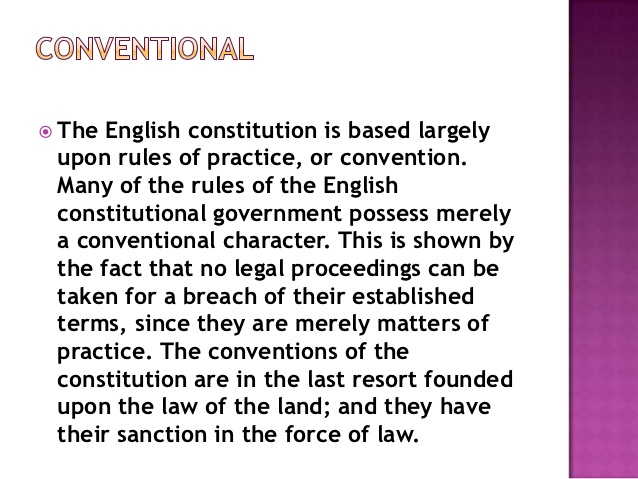 CONVENTIONAL
The English constitution is based largely
upon rules of practice, or convention.
Many of the rules of the English
constitutional government possess merely
a conventional character. This is shown by
the fact that no legal proceedings can be
taken for a breach of their established
terms, since they are merely matters of
practice. The conventions of the
constitution are in the last resort founded
upon the law of the land; and they have
their sanction in the force of law.